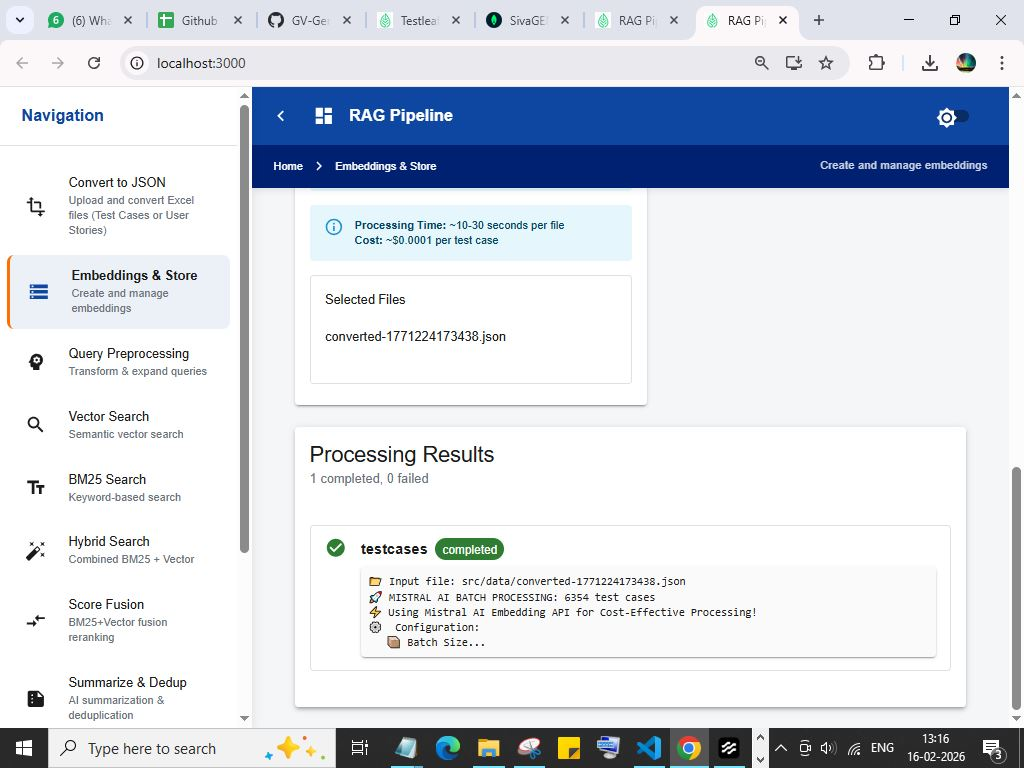 6
(6) Wha
Github
GV-Ger
Testleaf
SivaGE
RAG Pi
RAG Pi
localhost:3000
Navigation
Convert to JSON
Upload and convert Excel
files (Test Cases or User
Stories)
Embeddings & Store
Create and manage
embeddings
Query Preprocessing
Transform & expand queries
Vector Search
Semantic vector search
BM25 Search
Keyword-based search
Hybrid Search
Combined BM25 + Vector
Score Fusion
BM25+Vector fusion
reranking
Summarize & Dedup
AI summarization &
deduplication
RAG Pipeline
Home
Embeddings & Store
Create and manage embeddings
Processing Time: ~10-30 seconds per file
Cost: ~$0.0001 per test case
Selected Files
converted-1771224173438.json
Processing Results
1 completed, 0 failed
testcases completed
Input file: src/data/converted-1771224173438.json
MISTRAL AI BATCH PROCESSING: 6354 test cases
Using Mistral AI Embedding API for Cost-Effective Processing!
Configuration:
Batch Size...
Type here to search
ENG
13:16
16-02-2026
3